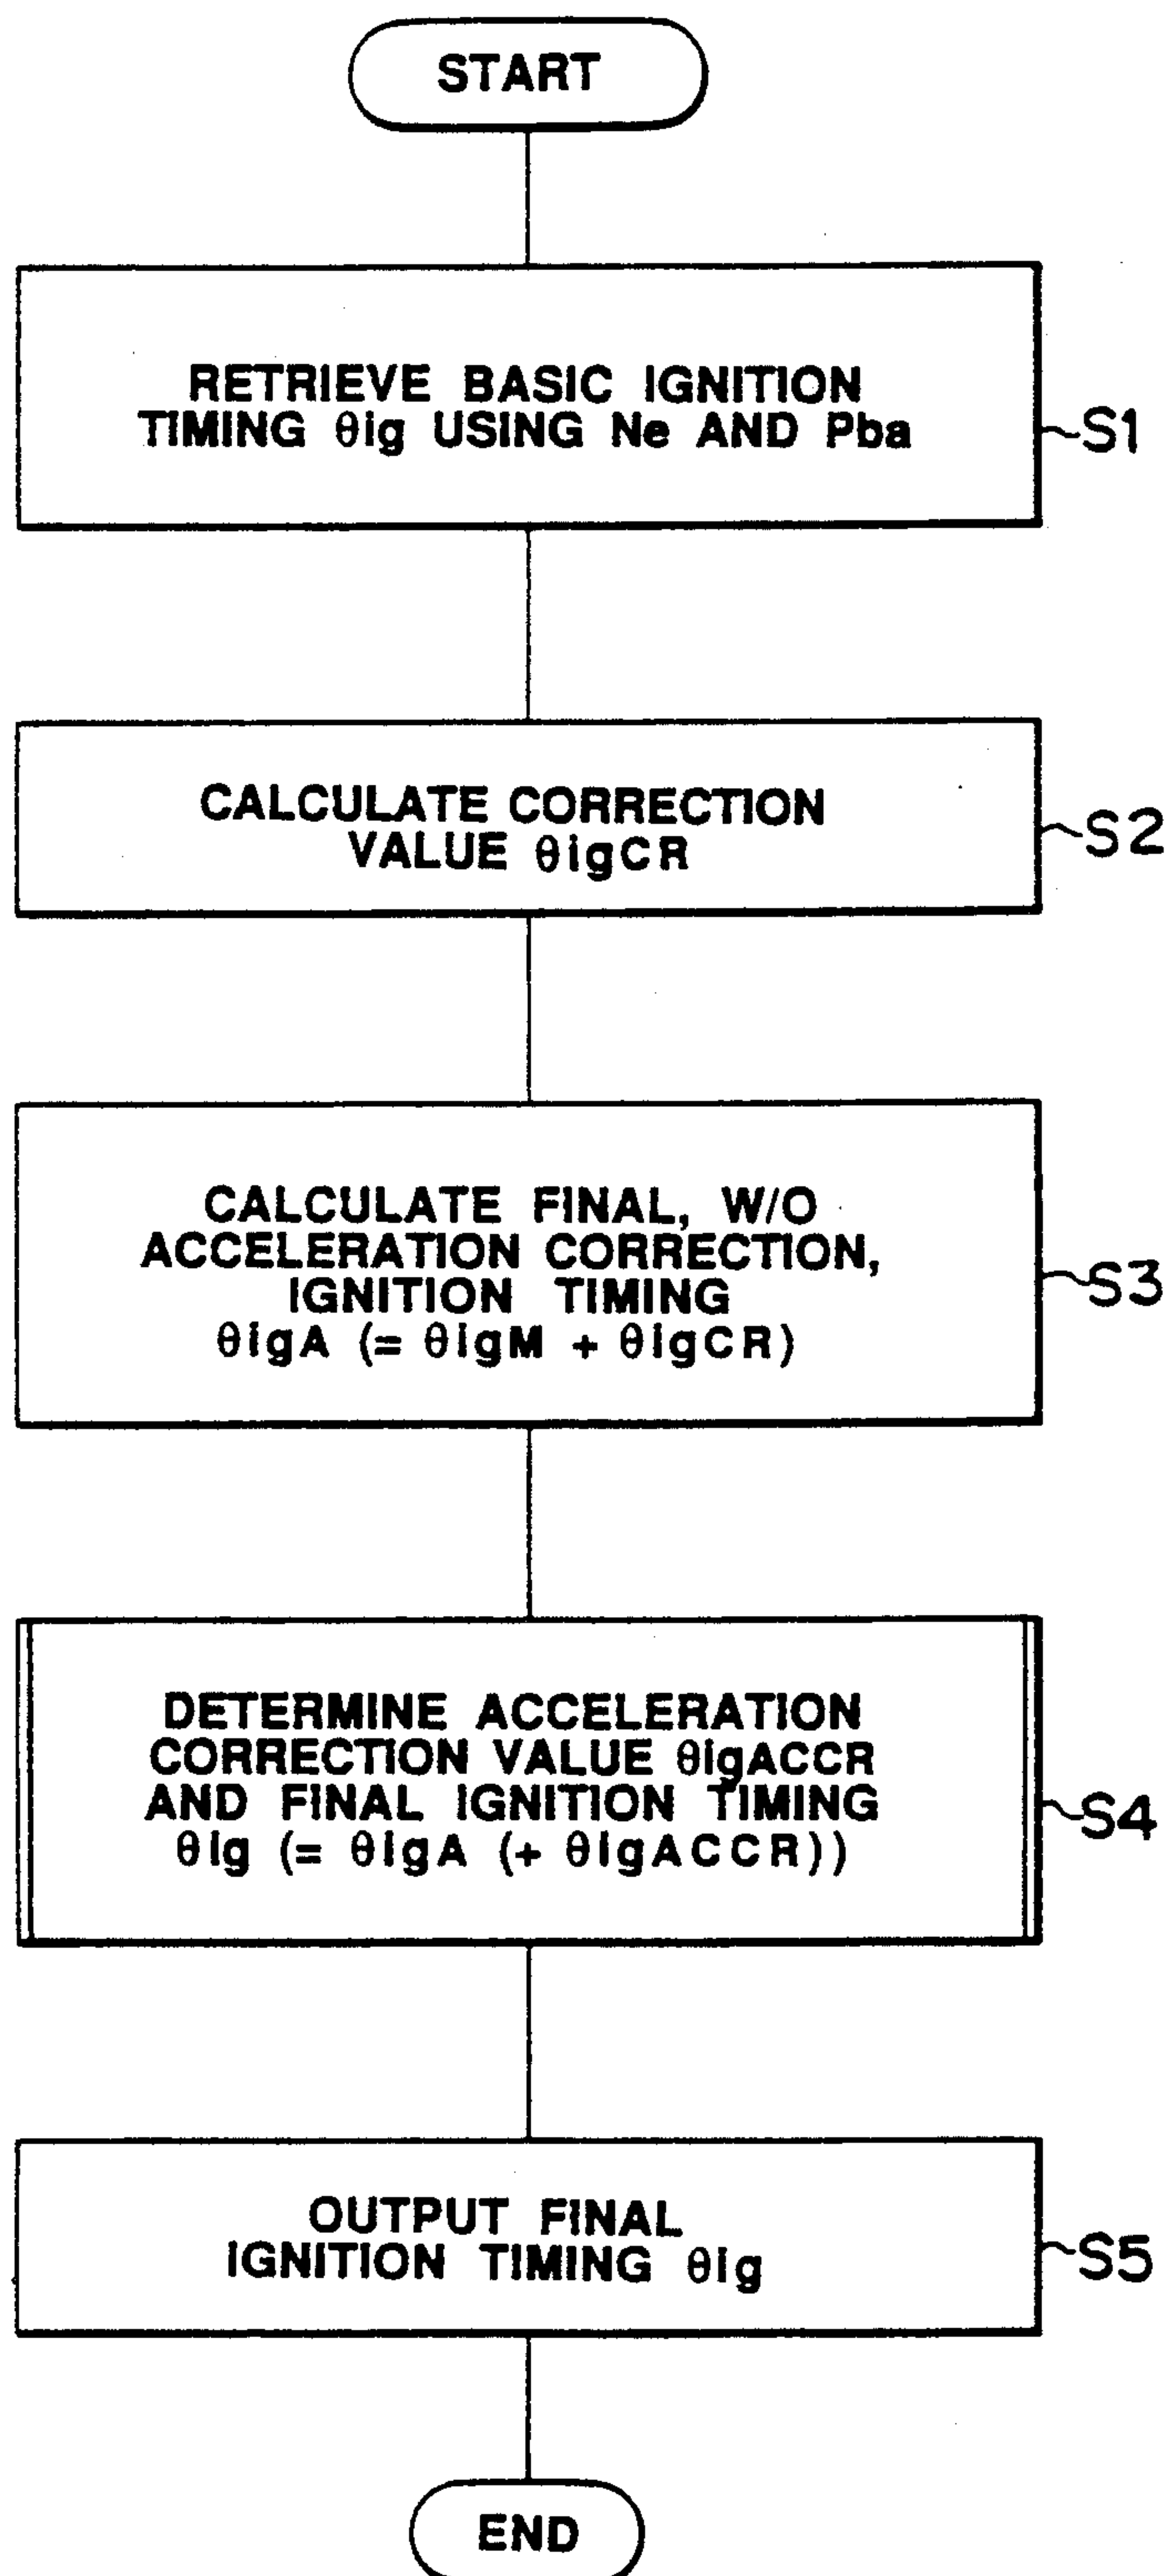 START
RETRIEVE BASIC IGNITION
TIMING θig USING Ne AND Pba
S1
CALCULATE CORRECTION
VALUE θigCR
S2
CALCULATE FINAL, W/O
ACCELERATION CORRECTION,
IGNITION TIMING
θigA (= θigM + θigCR)
S3
DETERMINE ACCELERATION
CORRECTION VALUE θigACCR
AND FINAL IGNITION TIMING
θig (= θigA (+ θigACCR))
S4
OUTPUT FINAL
IGNITION TIMING θig
S5
END